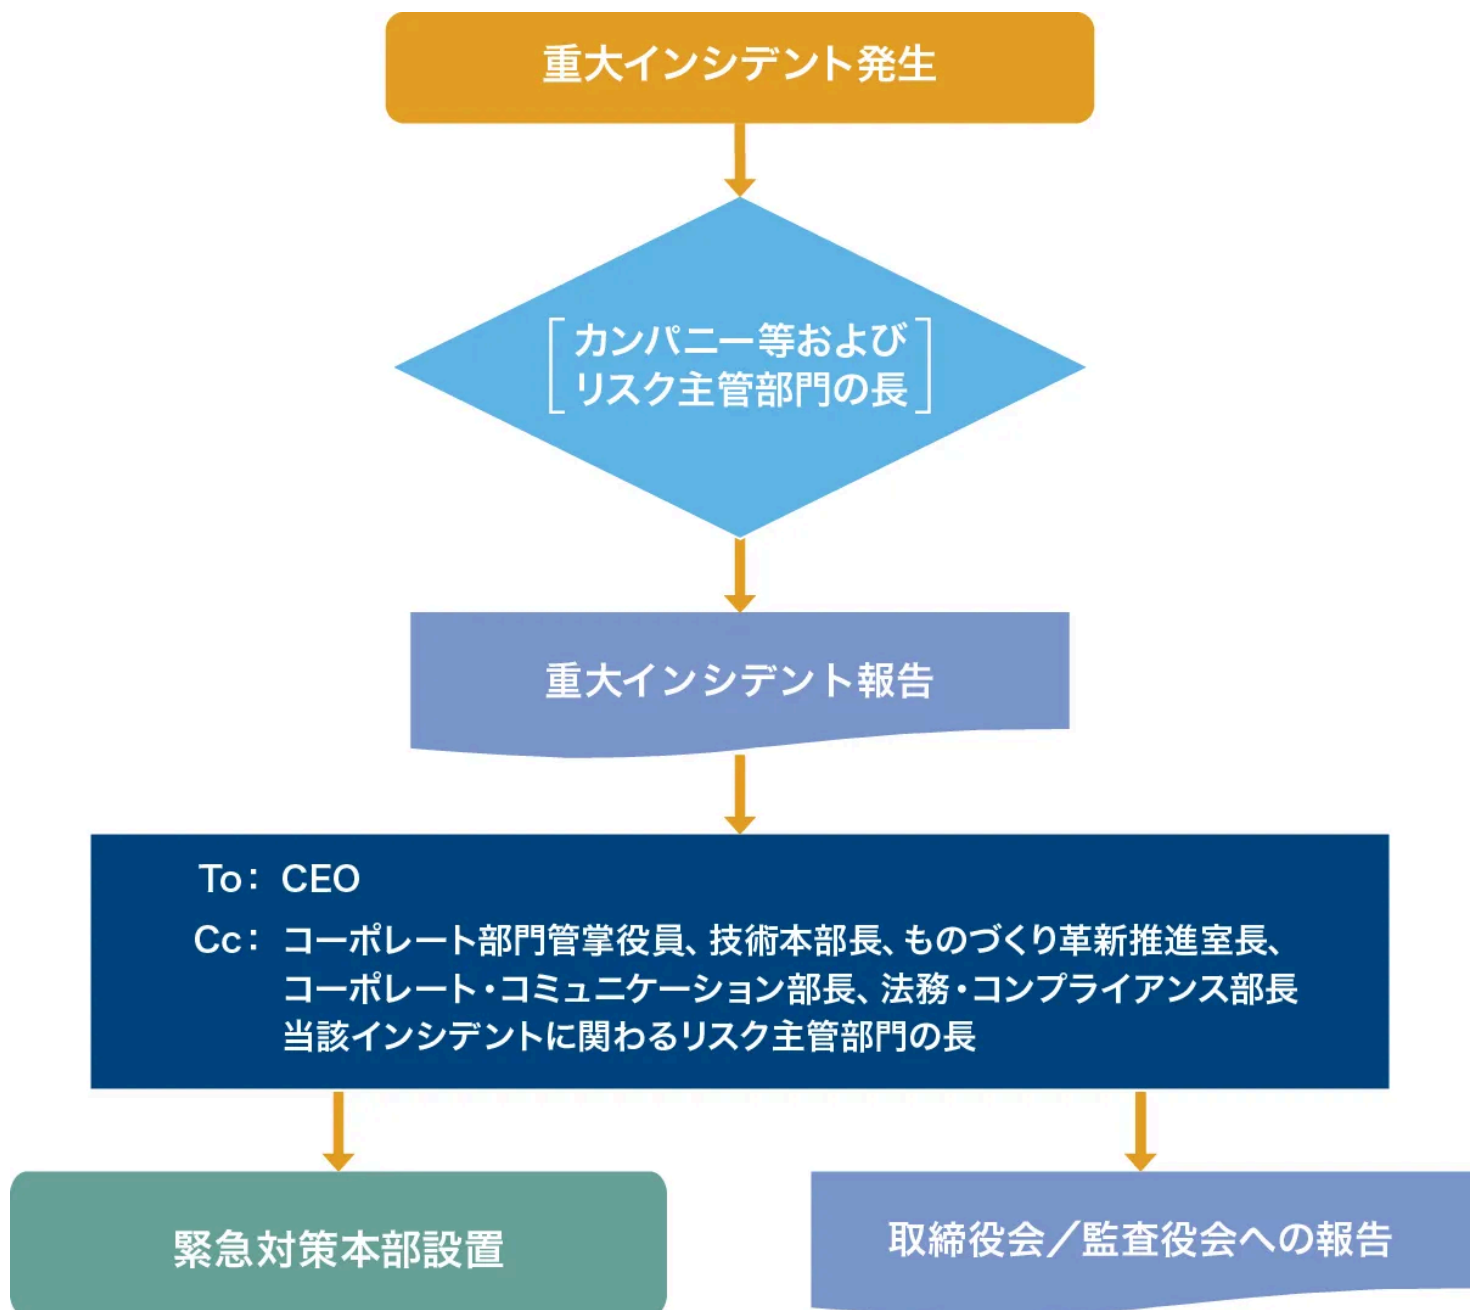 重大インシデント発生
カンパニー等および
リスク主管部門の長
重大インシデント報告
To： CEO
Cc： コーポレート部門管掌役員、技術本部長、ものづくり革新推進室長、
コーポレート・コミュニケーション部長、法務・コンプライアンス部長
当該インシデントに関わるリスク主管部門の長
緊急対策本部設置
取締役会／監査役会への報告